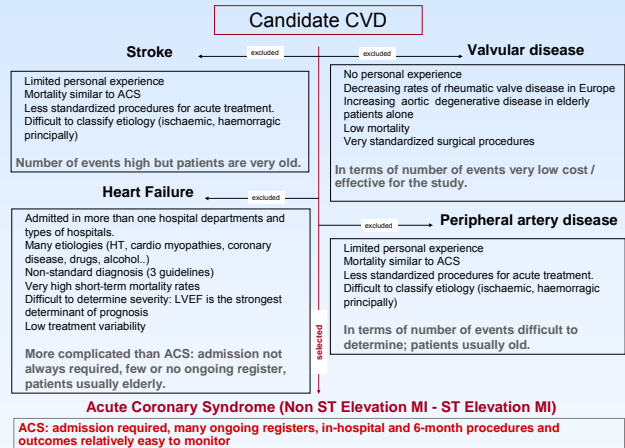 Candidate CVD
Stroke
excluded
excluded
Valvular disease
Limited personal experience
Mortality similar to ACS
Less standardized procedures for acute treatment.
Difficult to classify etiology (ischaemic, haemorragic
principally)
Number of events high but patients are very old.
No personal experience
Decreasing rates of rheumatic valve disease in Europe
Increasing aortic degenerative disease in elderly
patients alone
Low mortality
Very standardized surgical procedures
In terms of number of events very low cost /
effective for the study.
Heart Failure
excluded
Admitted in more than one hospital departments and
types of hospitals.
Many etiologies (HT, cardio myopathies, coronary
disease, drugs, alcohol..)
Non-standard diagnosis (3 guidelines)
Very high short-term mortality rates
Difficult to determine severity: LVEF is the strongest
determinant of prognosis
Low treatment variability
More complicated than ACS: admission not
always required, few or no ongoing register,
patients usually elderly.
excluded
Peripheral artery disease
Limited personal experience
Mortality similar to ACS
Less standardized procedures for acute treatment.
Difficult to classify etiology (ischaemic, haemorragic
principally)
In terms of number of events difficult to
determine; patients usually old.
selected
Acute Coronary Syndrome (Non ST Elevation MI - ST Elevation MI)
ACS: admission required, many ongoing registers, in-hospital and 6-month procedures and
outcomes relatively easy to monitor